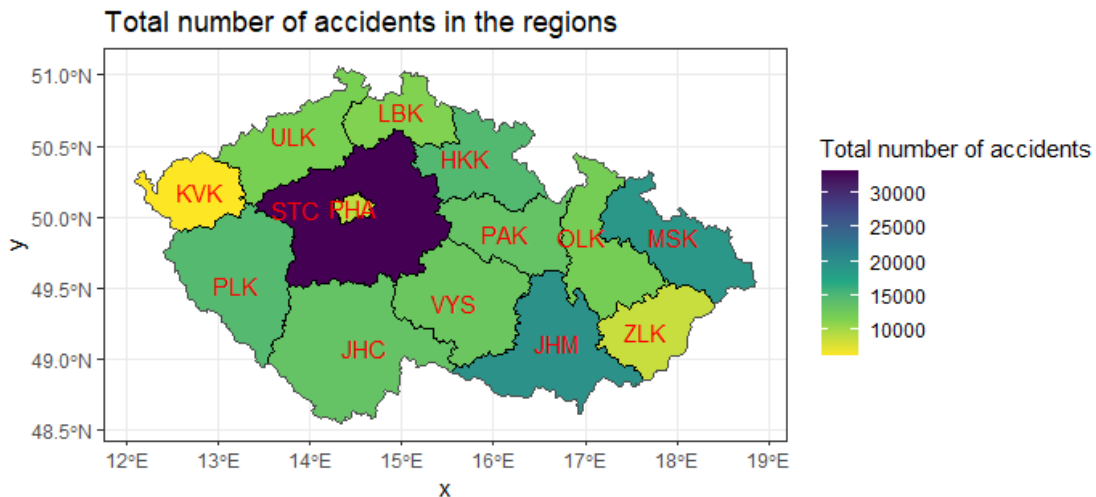 Total number of accidents in the regions
51.0°N
50.5°N
50.0°N
49.5°N
49.0°N
48.5°N
y
LBK
ULK
HKK
KVK
STC PHA
PAK OLK MSK
PLK
VYS
ZLK
JHC JHM
12°E 13°E 14°E 15°E 16°E 17°E 18°E 19°E
x
Total number of accidents
30000
25000
20000
15000
10000